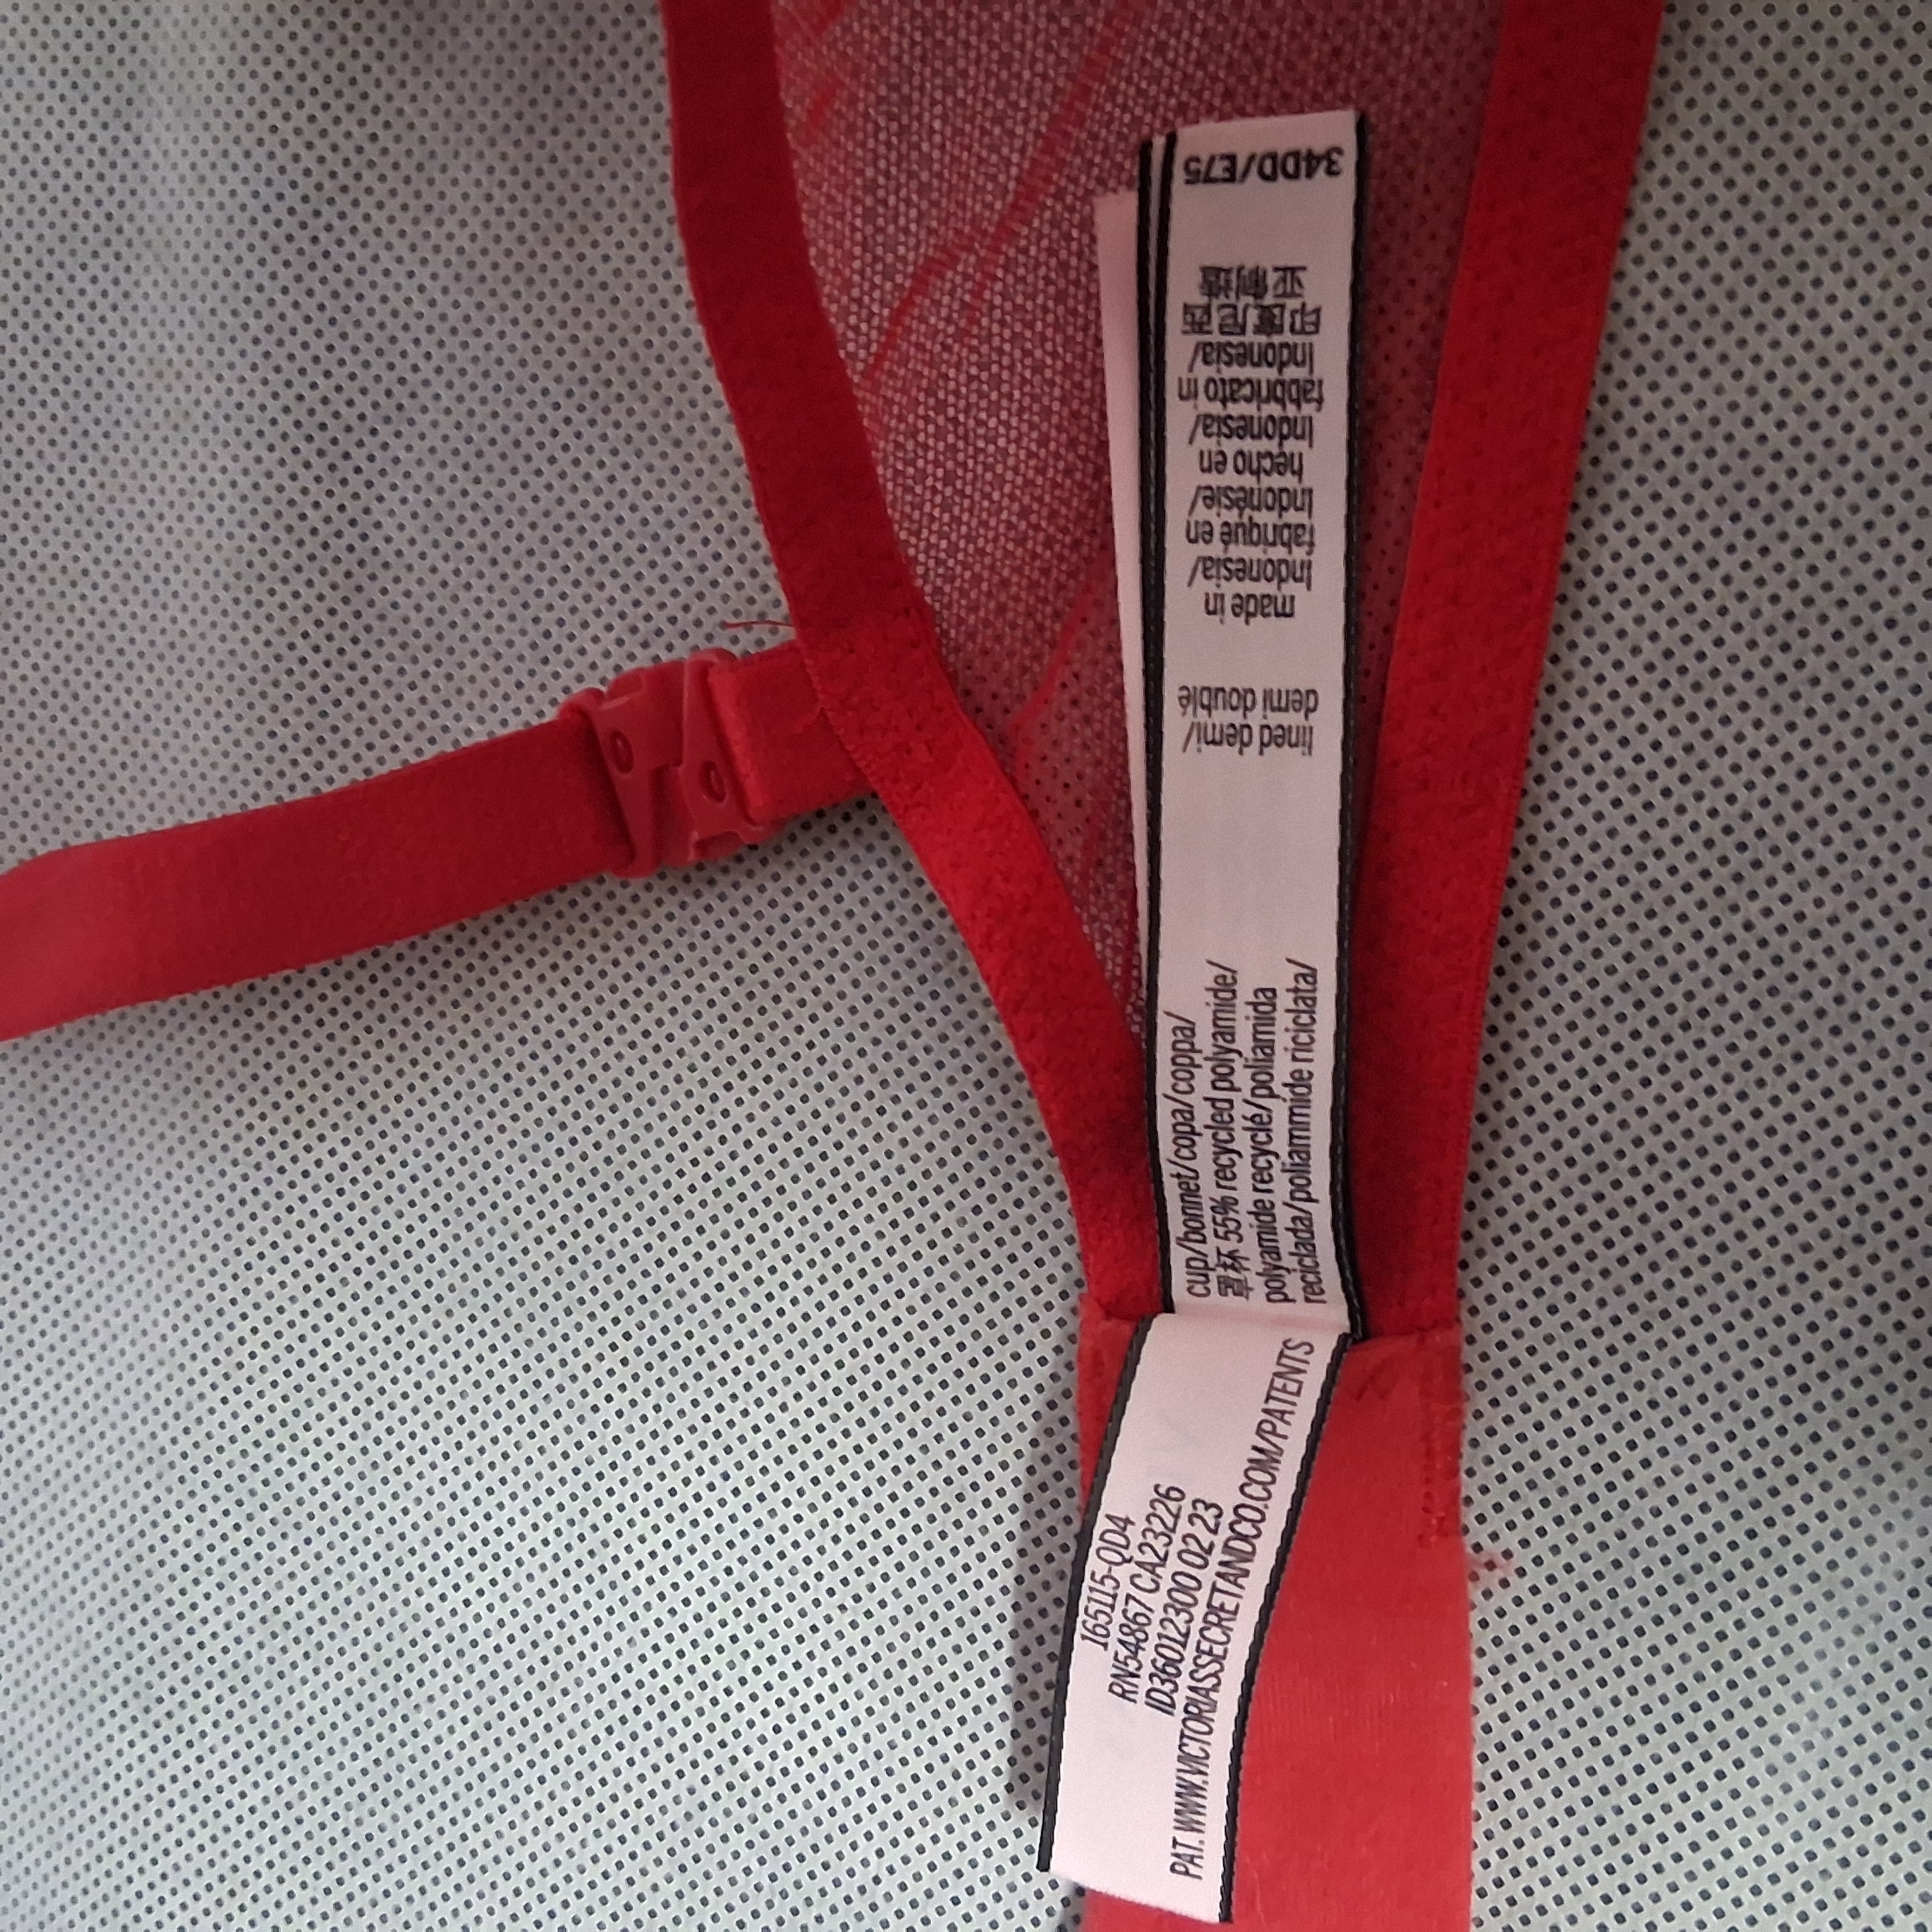 34DD/E75
lined demi/
demi doublé
made in
Indonesia/
fabriqué en
Indonésie/
hecho en
Indonesia/
fabbricato in
Indonesia/
印度尼西
亚制造
cup/bonnet/copa/coppa/
罩杯 55% recycled polyamide/
polyamide recyclé/poliamida
reciclada/poliammide riciclata/
165115-QD4
RN54867 CA23226
ID36012300 02 23
PAT. WWW.VICTORIASSECRETANDCO.COM/PATENTS